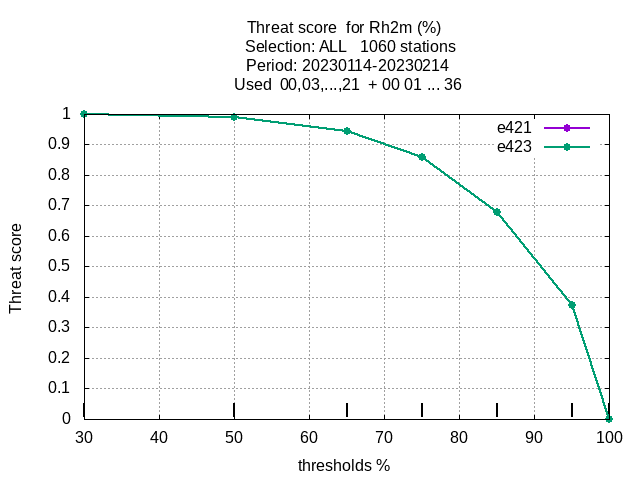 Threat score  for Rh2m (%)
Selection: ALL   1060 stations
Period: 20230114-20230214
Used  00,03,...,21  + 00 01 ... 36
e421
e423
1
0.9
0.8
0.7
0.6
0.5
0.4
0.3
0.2
0.1
0
Threat score
30 40 50 60 70 80 90 100
thresholds %